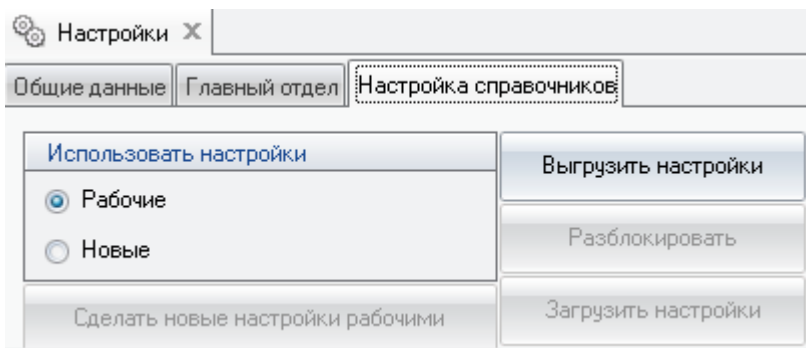 Настройки
Общие данные Главный отдел Настройка справочников
Использовать настройки
Рабочие
Новые
Сделать новые настройки рабочими
Выгрузить настройки
Разблокировать
Загрузить настройки